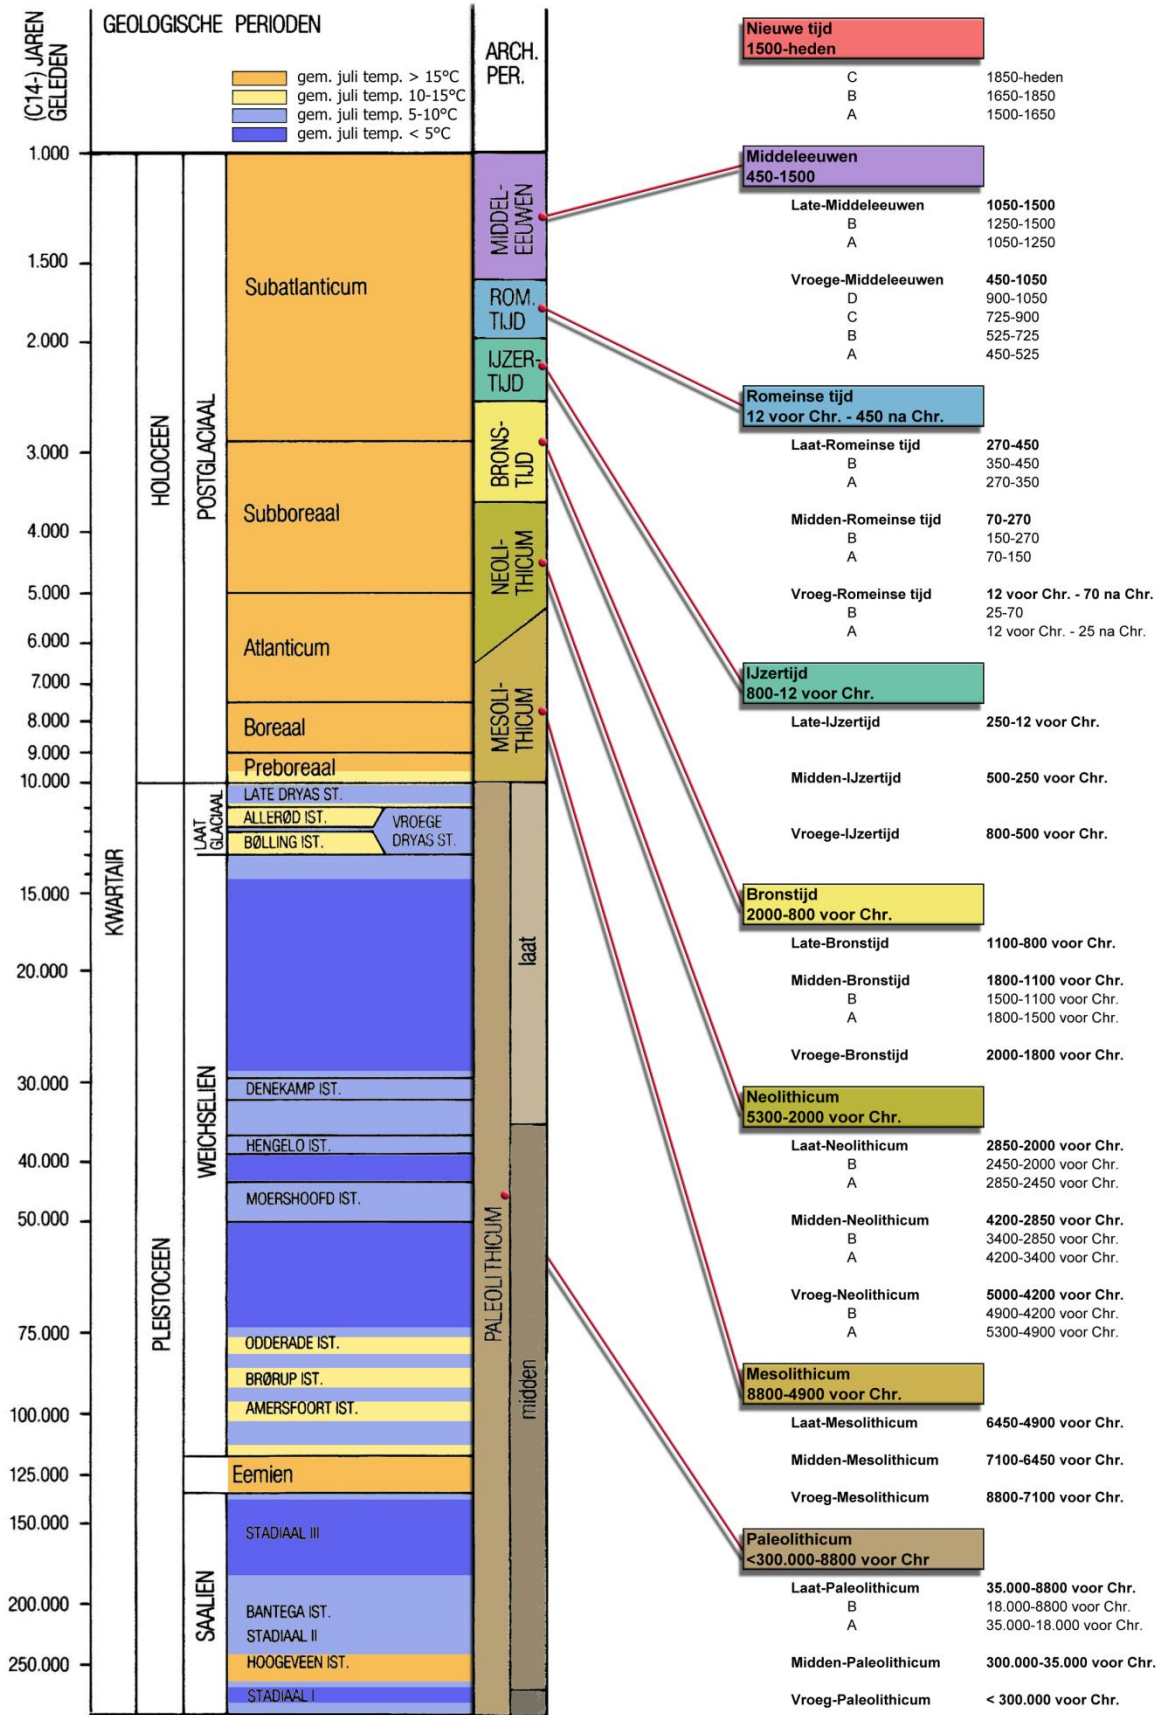 (C14-) JAREN
GELEDEN
GEOLOGISCHE PERIODEN
gem. juli temp. > 15°C
gem. juli temp. 10-15°C
gem. juli temp. 5-10°C
gem. juli temp. < 5°C
ARCH.
PER.
1.000
1.500
2.000
3.000
4.000
5.000
6.000
7.000
8.000
9.000
10.000
15.000
20.000
30.000
40.000
50.000
75.000
100.000
125.000
150.000
200.000
250.000
KWARTAIR
HOLOCEEN
PLEISTOCEEN
POSTGLACIAAL
LAAT
GLACIAAL
WEICHSELIEN
SAALIEN
Subatlanticum
Subboreaal
Atlanticum
Boreaal
Preboreaal
LATE DRYAS ST.
ALLERØD IST.
VROEGE
DRYAS ST.
BØLLING IST.
DENEKAMP IST.
HENGELO IST.
MOERSHOOFD IST.
ODDERADE IST.
BRØRUP IST.
AMERSFOORT IST.
Eemien
STADIAAL III
BANTEGA IST.
STADIAAL II
HOOGEVEEN IST.
STADIAAL I
MIDDEL-
EEUWEN
ROM.
TIJD
IJZER-
TIJD
BRONS-
TIJD
NEOLI-
THICUM
MESOLI-
THICUM
PALEOLITHICUM
laat
midden
Nieuwe tijd
1500-heden
C 1850-heden
B 1650-1850
A 1500-1650
Middeleeuwen
450-1500
Late-Middeleeuwen 1050-1500
B 1250-1500
A 1050-1250
Vroege-Middeleeuwen 450-1050
D 900-1050
C 725-900
B 525-725
A 450-525
Romeinse tijd
12 voor Chr. - 450 na Chr.
Laat-Romeinse tijd 270-450
B 350-450
A 270-350
Midden-Romeinse tijd 70-270
B 150-270
A 70-150
Vroeg-Romeinse tijd 12 voor Chr. - 70 na Chr.
B 25-70
A 12 voor Chr. - 25 na Chr.
IJzertijd
800-12 voor Chr.
Late-IJzertijd 250-12 voor Chr.
Midden-IJzertijd 500-250 voor Chr.
Vroege-IJzertijd 800-500 voor Chr.
Bronstijd
2000-800 voor Chr.
Late-Bronstijd 1100-800 voor Chr.
Midden-Bronstijd 1800-1100 voor Chr.
B 1500-1100 voor Chr.
A 1800-1500 voor Chr.
Vroege-Bronstijd 2000-1800 voor Chr.
Neolithicum
5300-2000 voor Chr.
Laat-Neolithicum 2850-2000 voor Chr.
B 2450-2000 voor Chr.
A 2850-2450 voor Chr.
Midden-Neolithicum 4200-2850 voor Chr.
B 3400-2850 voor Chr.
A 4200-3400 voor Chr.
Vroeg-Neolithicum 5000-4200 voor Chr.
B 4900-4200 voor Chr.
A 5300-4900 voor Chr.
Mesolithicum
8800-4900 voor Chr.
Laat-Mesolithicum 6450-4900 voor Chr.
Midden-Mesolithicum 7100-6450 voor Chr.
Vroeg-Mesolithicum 8800-7100 voor Chr.
Paleolithicum
<300.000-8800 voor Chr
Laat-Paleolithicum 35.000-8800 voor Chr.
B 18.000-8800 voor Chr.
A 35.000-18.000 voor Chr.
Midden-Paleolithicum 300.000-35.000 voor Chr.
Vroeg-Paleolithicum < 300.000 voor Chr.